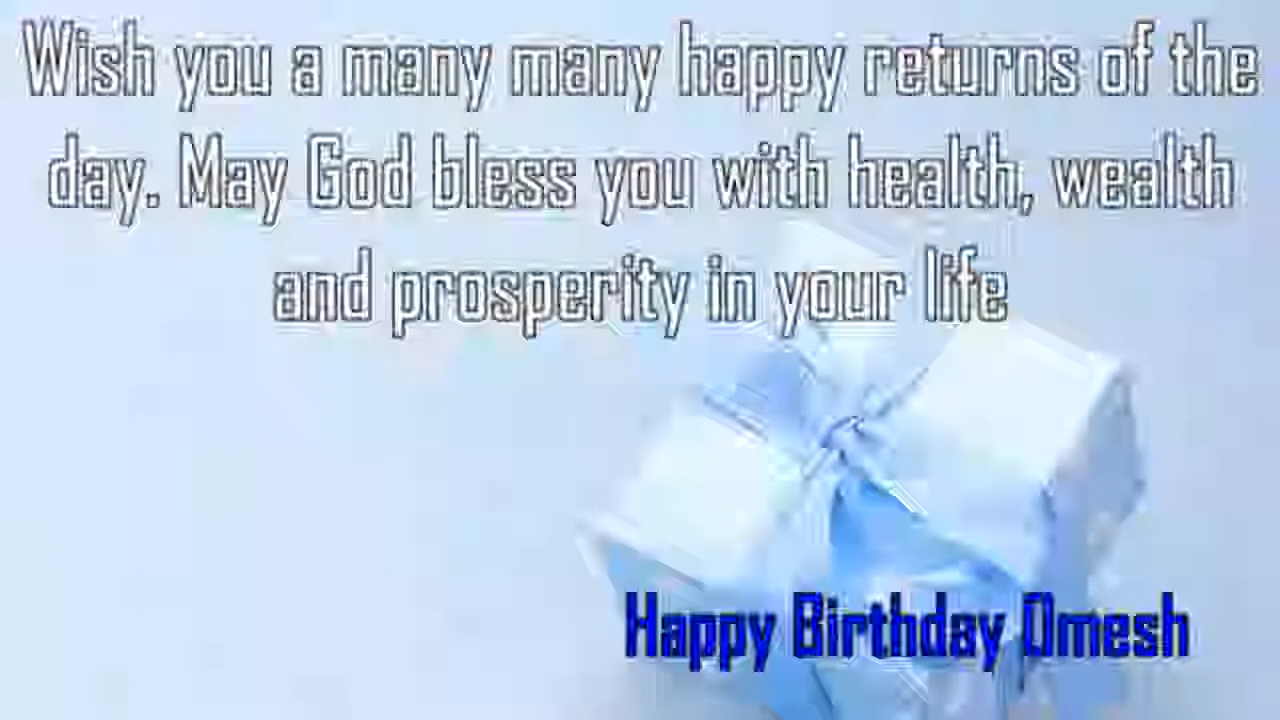 Wish you a many many happy returns of the
day. May God bless you with health, wealth
and prosperity in your life
Happy Birthday Omesh